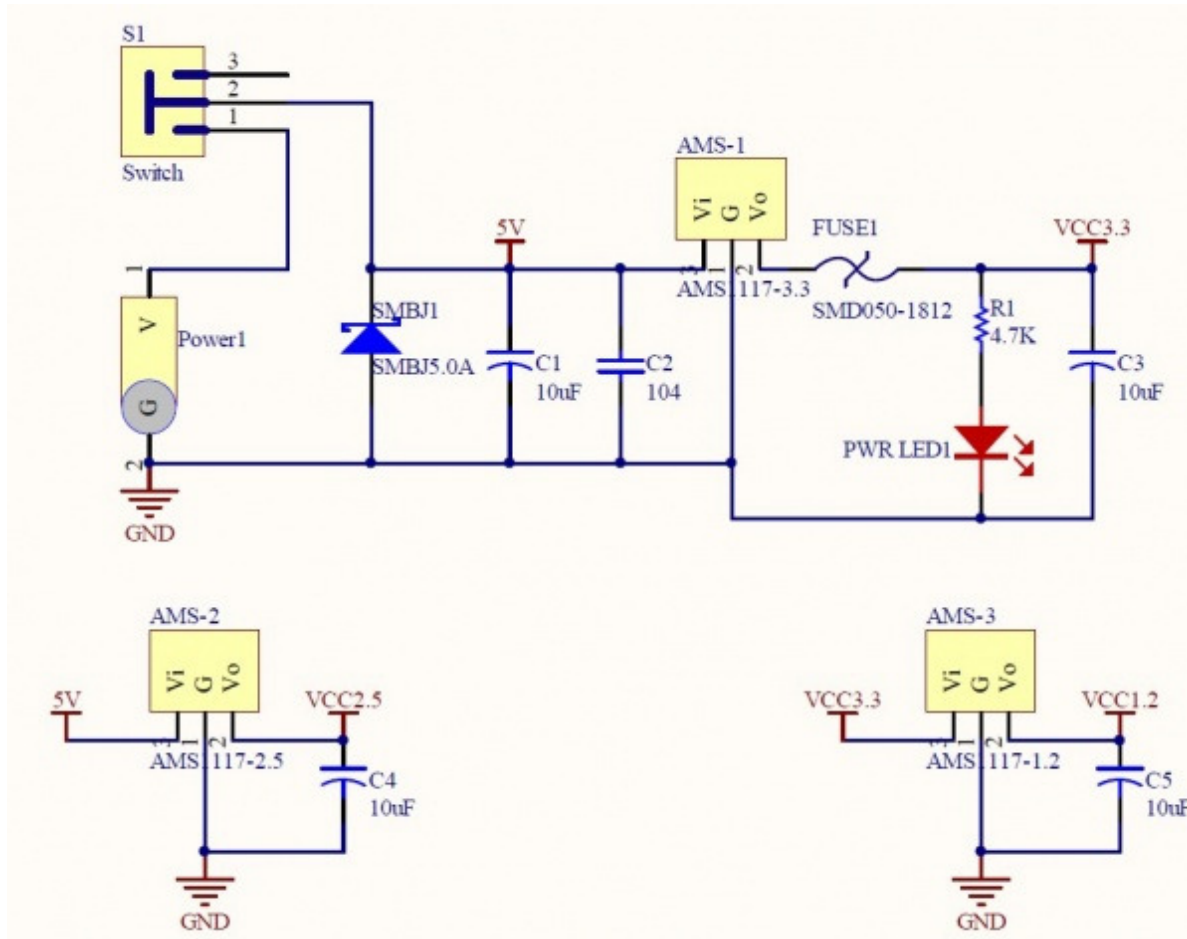 S1
3
2
1
Switch
1
V
Power1
G
2
GND
SMBJ1
SMBJ5.0A
5V
C1
10uF
C2
104
AMS-1
Vi
G
Vo
3
1
2
AMS1117-3.3
FUSE1
SMD050-1812
VCC3.3
R1
4.7K
C3
10uF
PWR LED1
AMS-2
Vi
G
Vo
5V
3
1
2
VCC2.5
AMS1117-2.5
C4
10uF
GND
AMS-3
Vi
G
Vo
VCC3.3
3
1
2
VCC1.2
AMS1117-1.2
C5
10uF
GND